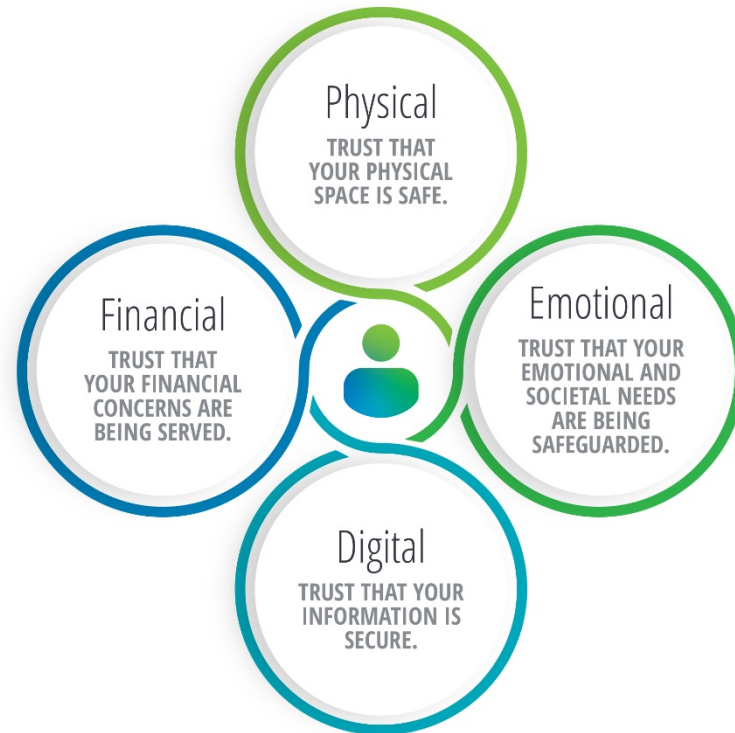 Physical
TRUST THAT
YOUR PHYSICAL
SPACE IS SAFE.
Financial
TRUST THAT
YOUR FINANCIAL
CONCERNS ARE
BEING SERVED.
Emotional
TRUST THAT YOUR
EMOTIONAL AND
SOCIETAL NEEDS
ARE BEING
SAFEGUARDED.
Digital
TRUST THAT YOUR
INFORMATION IS
SECURE.